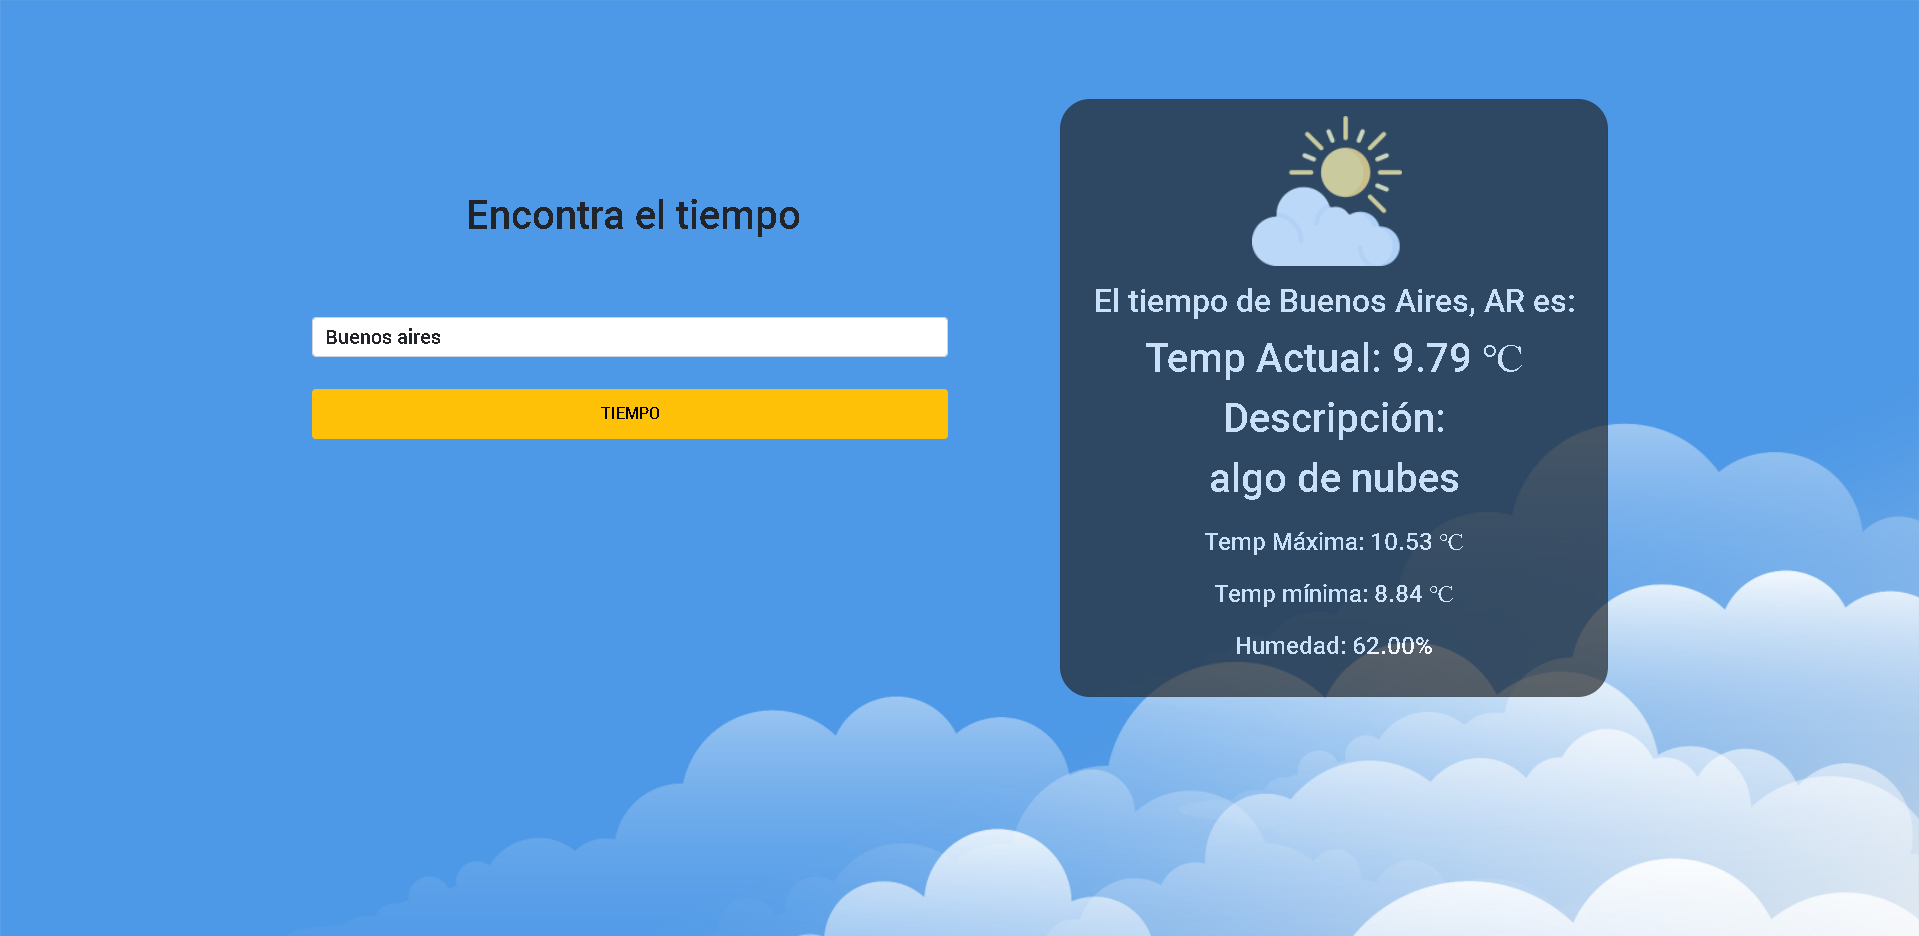 Encontra el tiempo
Buenos aires
TIEMPO
El tiempo de Buenos Aires, AR es:
Temp Actual: 9.79 ℃
Descripción:
algo de nubes
Temp Máxima: 10.53 ℃
Temp mínima: 8.84 ℃
Humedad: 62.00%